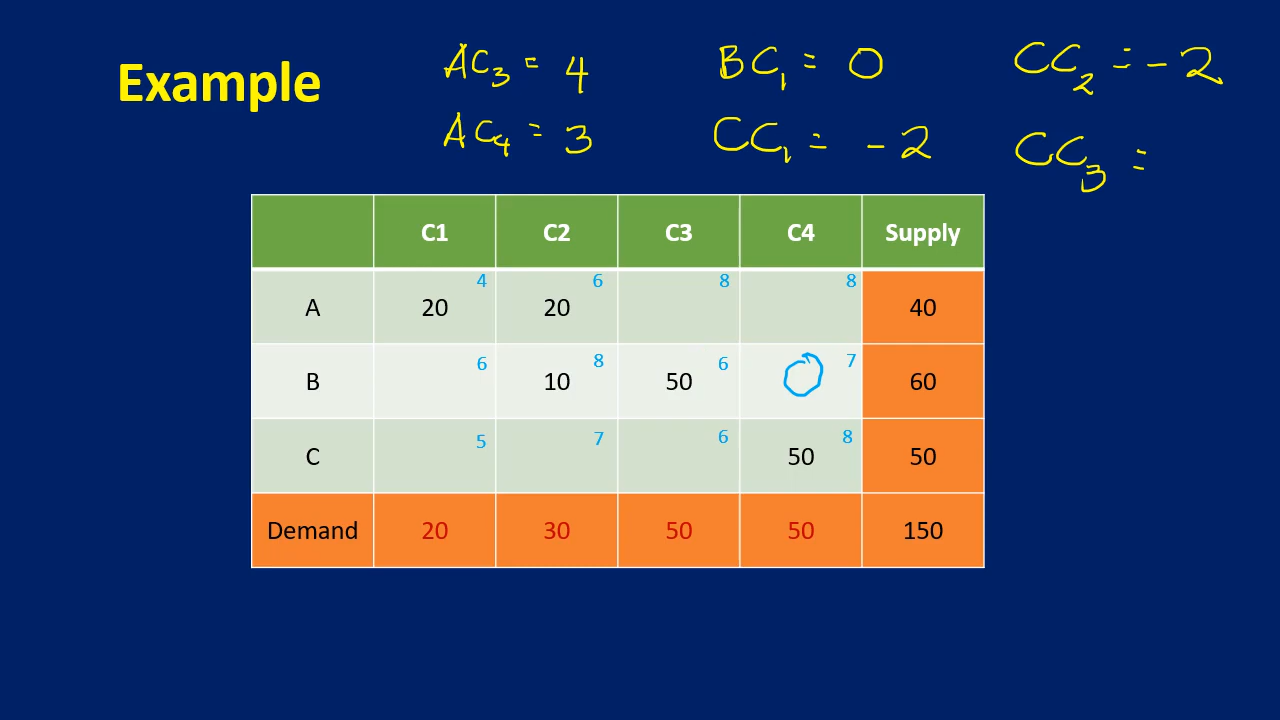 Example
AC3 = 4 BC1 = 0 CC2 = -2
AC4 = 3 CC1 = -2 CC3 =
C1 C2 C3 C4 Supply
A 20 4 20 6 8 8 40
B 6 10 8 50 6 0 7 60
C 5 7 6 50 8 50
Demand 20 30 50 50 150